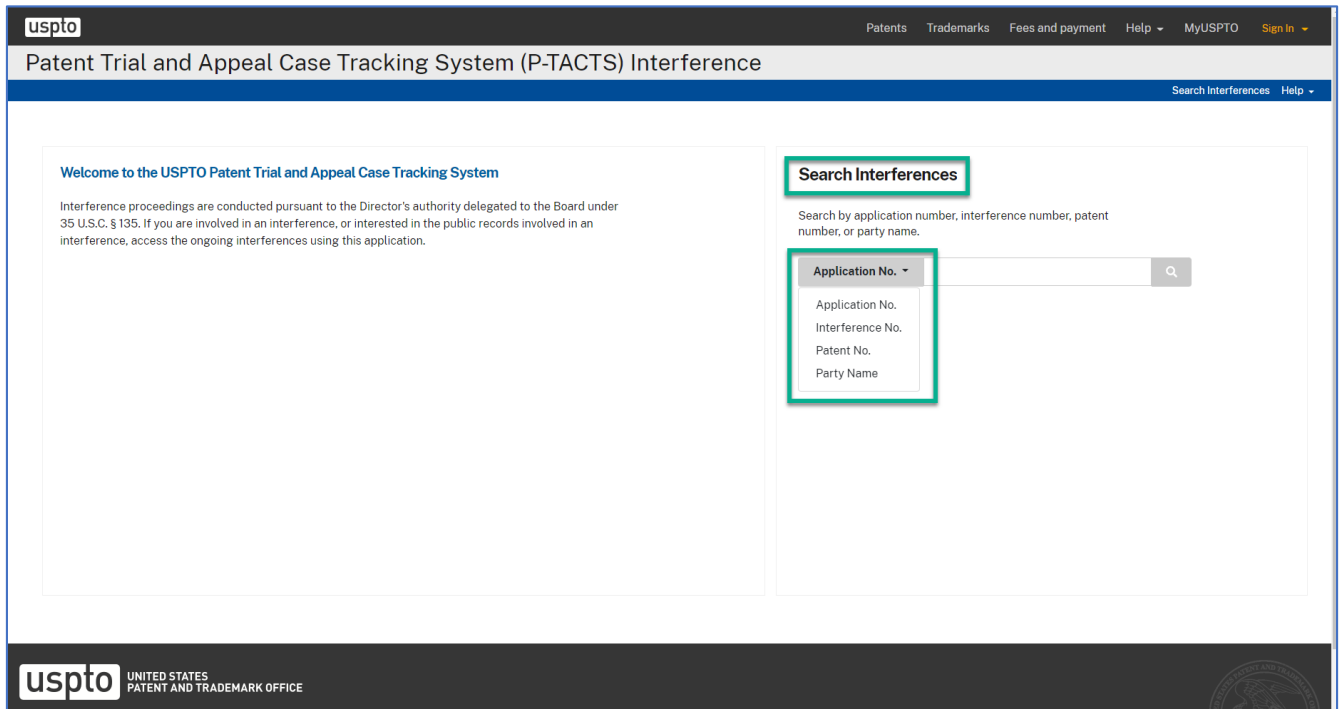 uspto
Patents Trademarks Fees and payment Help MyUSPTO Sign In
Patent Trial and Appeal Case Tracking System (P-TACTS) Interference
Search Interferences Help
Welcome to the USPTO Patent Trial and Appeal Case Tracking System
Interference proceedings are conducted pursuant to the Director's authority delegated to the Board under
35 U.S.C. § 135. If you are involved in an interference, or interested in the public records involved in an
interference, access the ongoing interferences using this application.
Search Interferences
Search by application number, interference number, patent
number, or party name.
Application No.
Application No.
Interference No.
Patent No.
Party Name
uspto
UNITED STATES
PATENT AND TRADEMARK OFFICE